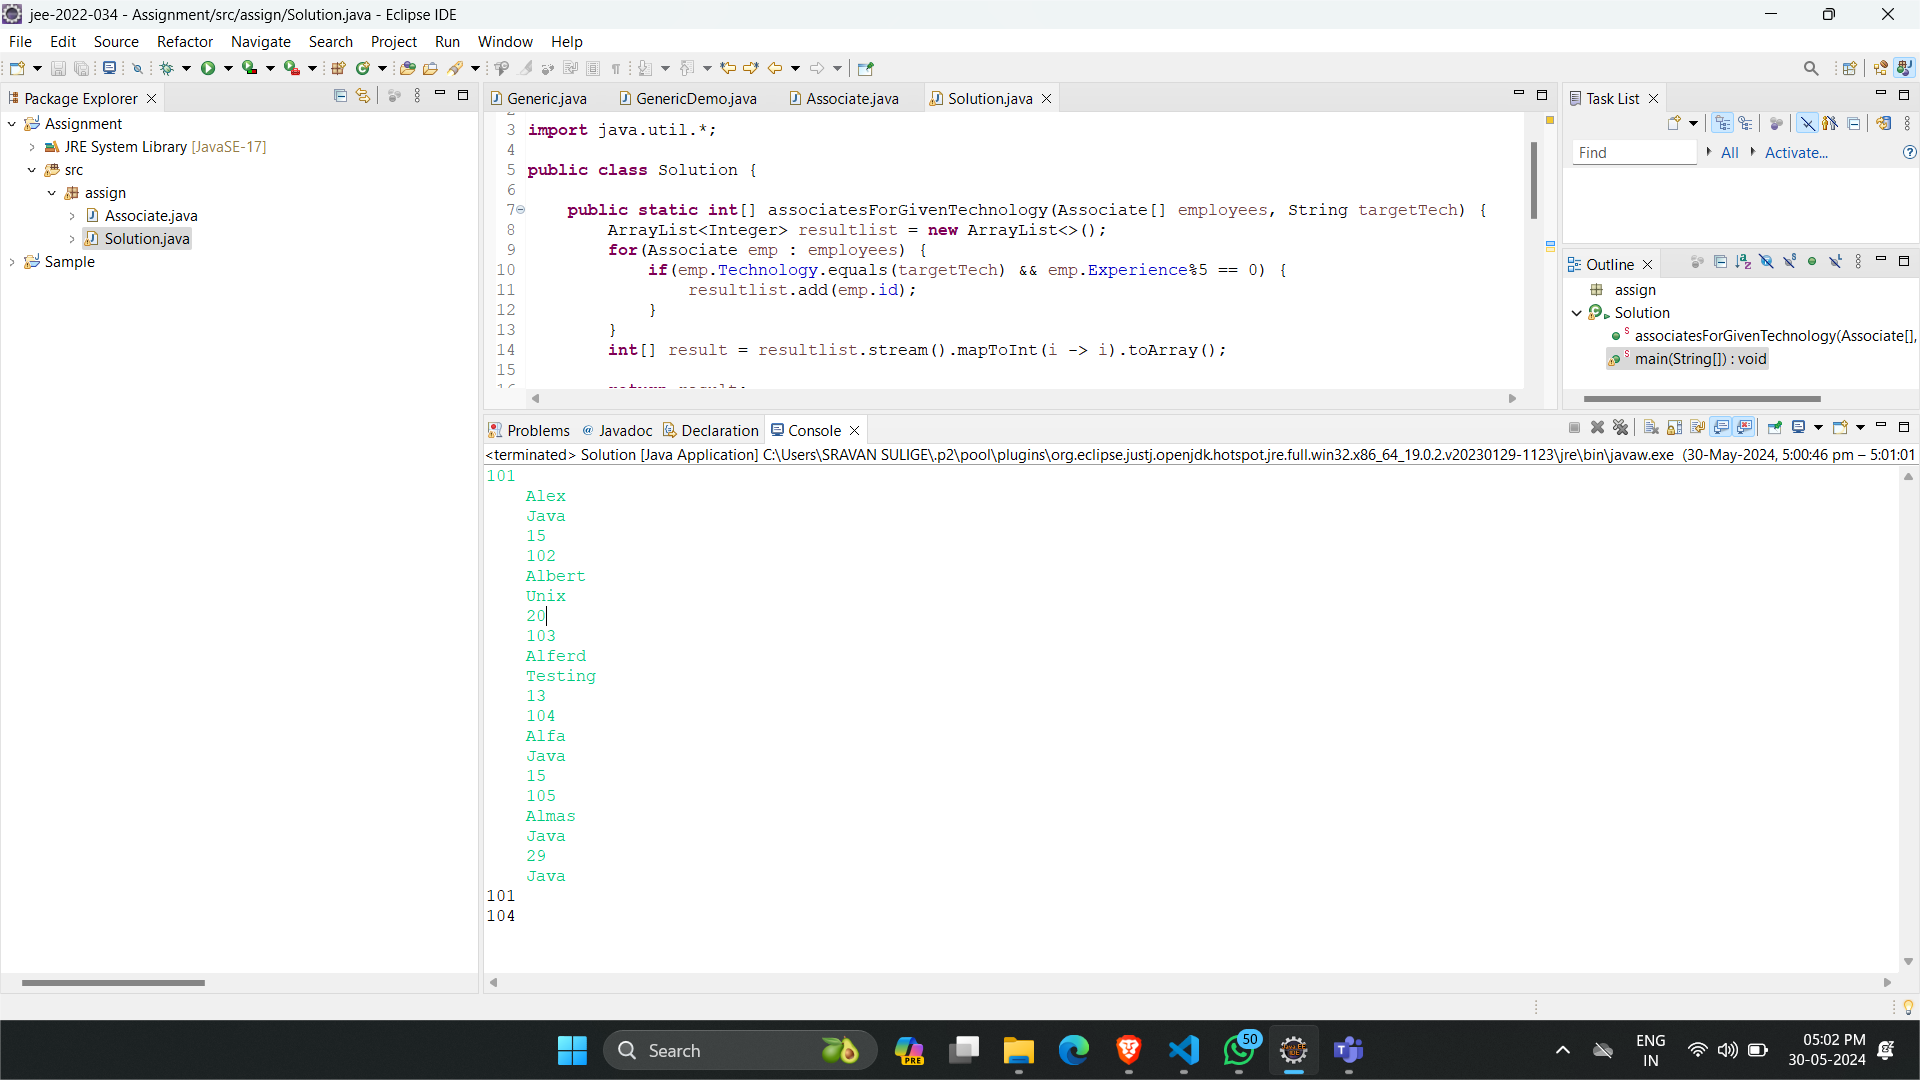 jee-2022-034 - Assignment/src/assign/Solution.java - Eclipse IDE
File Edit Source Refactor Navigate Search Project Run Window Help
Package Explorer
Assignment
JRE System Library [JavaSE-17]
src
assign
Associate.java
Solution.java
Sample
Generic.java GenericDemo.java Associate.java Solution.java
3 import java.util.*;
4
5 public class Solution {
6
7 public static int[] associatesForGivenTechnology(Associate[] employees, String targetTech) {
8 ArrayList<Integer> resultlist = new ArrayList<>();
9 for(Associate emp : employees) {
10 if(emp.Technology.equals(targetTech) && emp.Experience%5 == 0) {
11 resultlist.add(emp.id);
12 }
13 }
14 int[] result = resultlist.stream().mapToInt(i -> i).toArray();
15
Task List
Find All Activate...
Outline
assign
Solution
associatesForGivenTechnology(Associate[],
main(String[]) : void
Problems @ Javadoc Declaration Console
<terminated> Solution [Java Application] C:\Users\SRAVAN SULIGE\.p2\pool\plugins\org.eclipse.justj.openjdk.hotspot.jre.full.win32.x86_64_19.0.2.v20230129-1123\jre\bin\javaw.exe (30-May-2024, 5:00:46 pm – 5:01:01
101
Alex
Java
15
102
Albert
Unix
20
103
Alferd
Testing
13
104
Alfa
Java
15
105
Almas
Java
29
Java
101
104
Search
PRE
50
ENG
IN
05:02 PM
30-05-2024